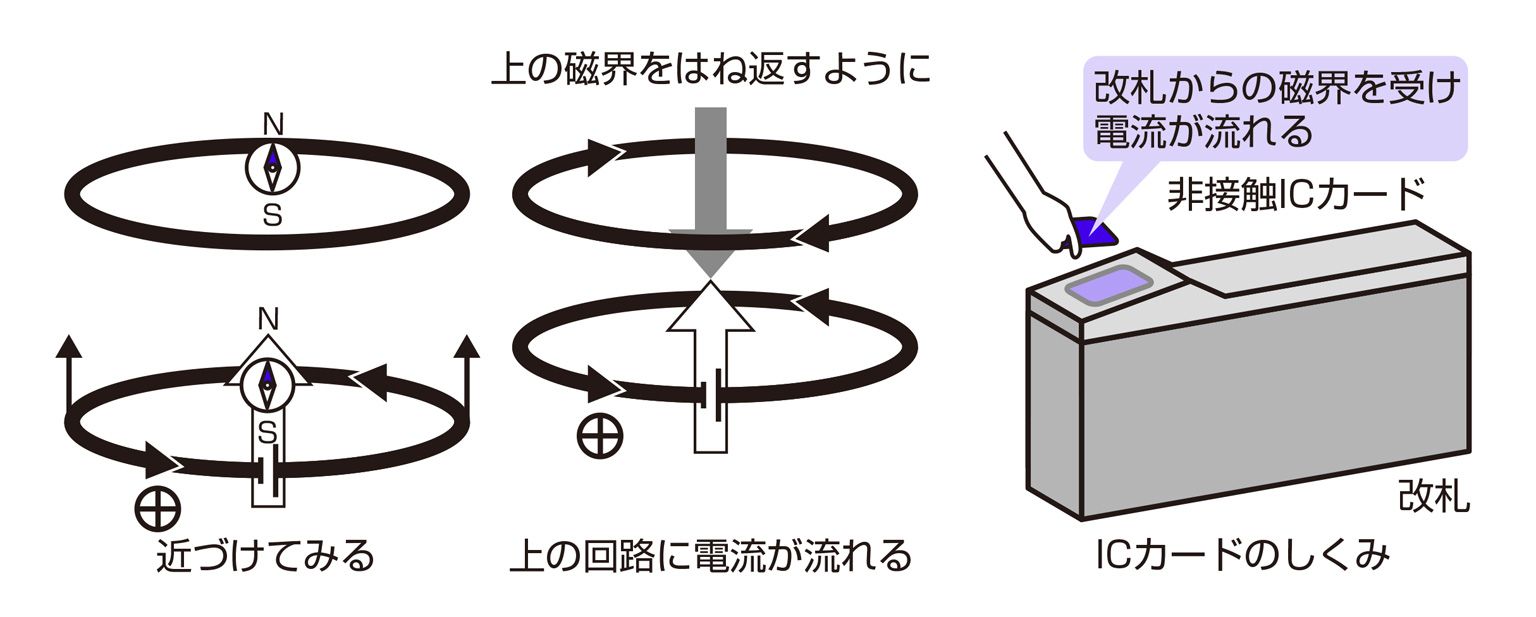 N
S
N
S
近づけてみる
上の磁界をはね返すように
上の回路に電流が流れる
改札からの磁界を受け
電流が流れる
非接触ICカード
改札
ICカードのしくみ